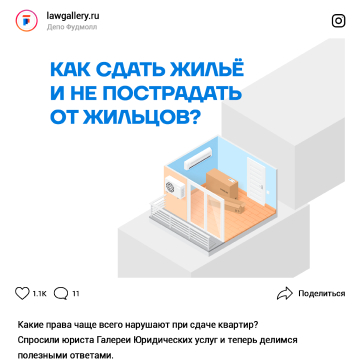 lawgallery.ru
Депо Фудмолл
КАК СДАТЬ ЖИЛЬЁ
И НЕ ПОСТРАДАТЬ
ОТ ЖИЛЬЦОВ?
1.1K 11 Поделиться
Какие права чаще всего нарушают при сдаче квартир?
Спросили юриста Галереи Юридических услуг и теперь делимся
полезными ответами.